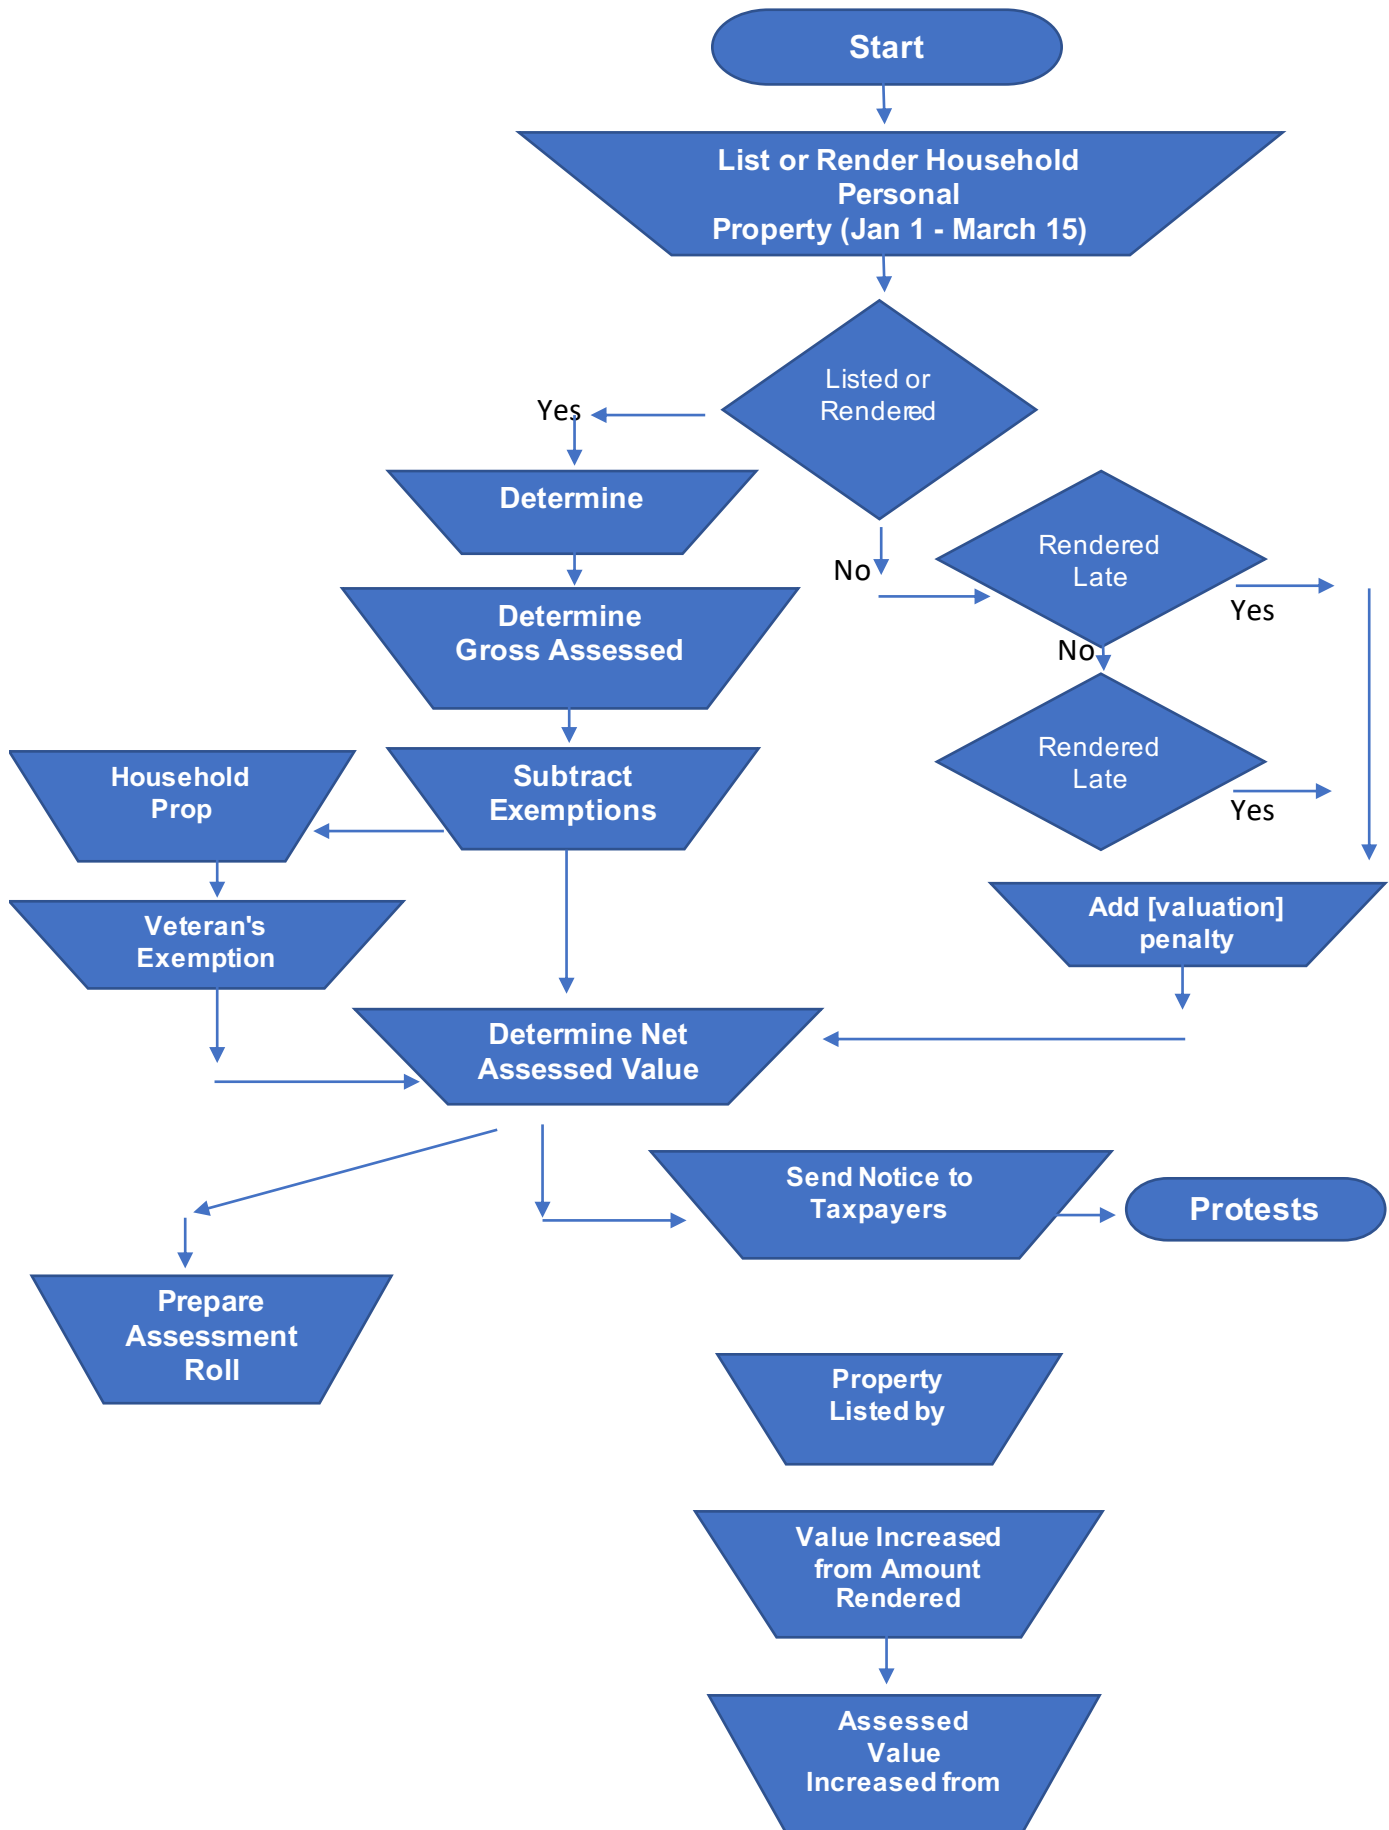 Start
List or Render Household
Personal
Property (Jan 1 - March 15)
Listed or
Rendered
Yes
Determine
No
Rendered
Late
Yes
Determine
Gross Assessed
No
Rendered
Late
Yes
Household
Prop
Subtract
Exemptions
Veteran's
Exemption
Add [valuation]
penalty
Determine Net
Assessed Value
Send Notice to
Taxpayers
Protests
Prepare
Assessment
Roll
Property
Listed by
Value Increased
from Amount
Rendered
Assessed
Value
Increased from